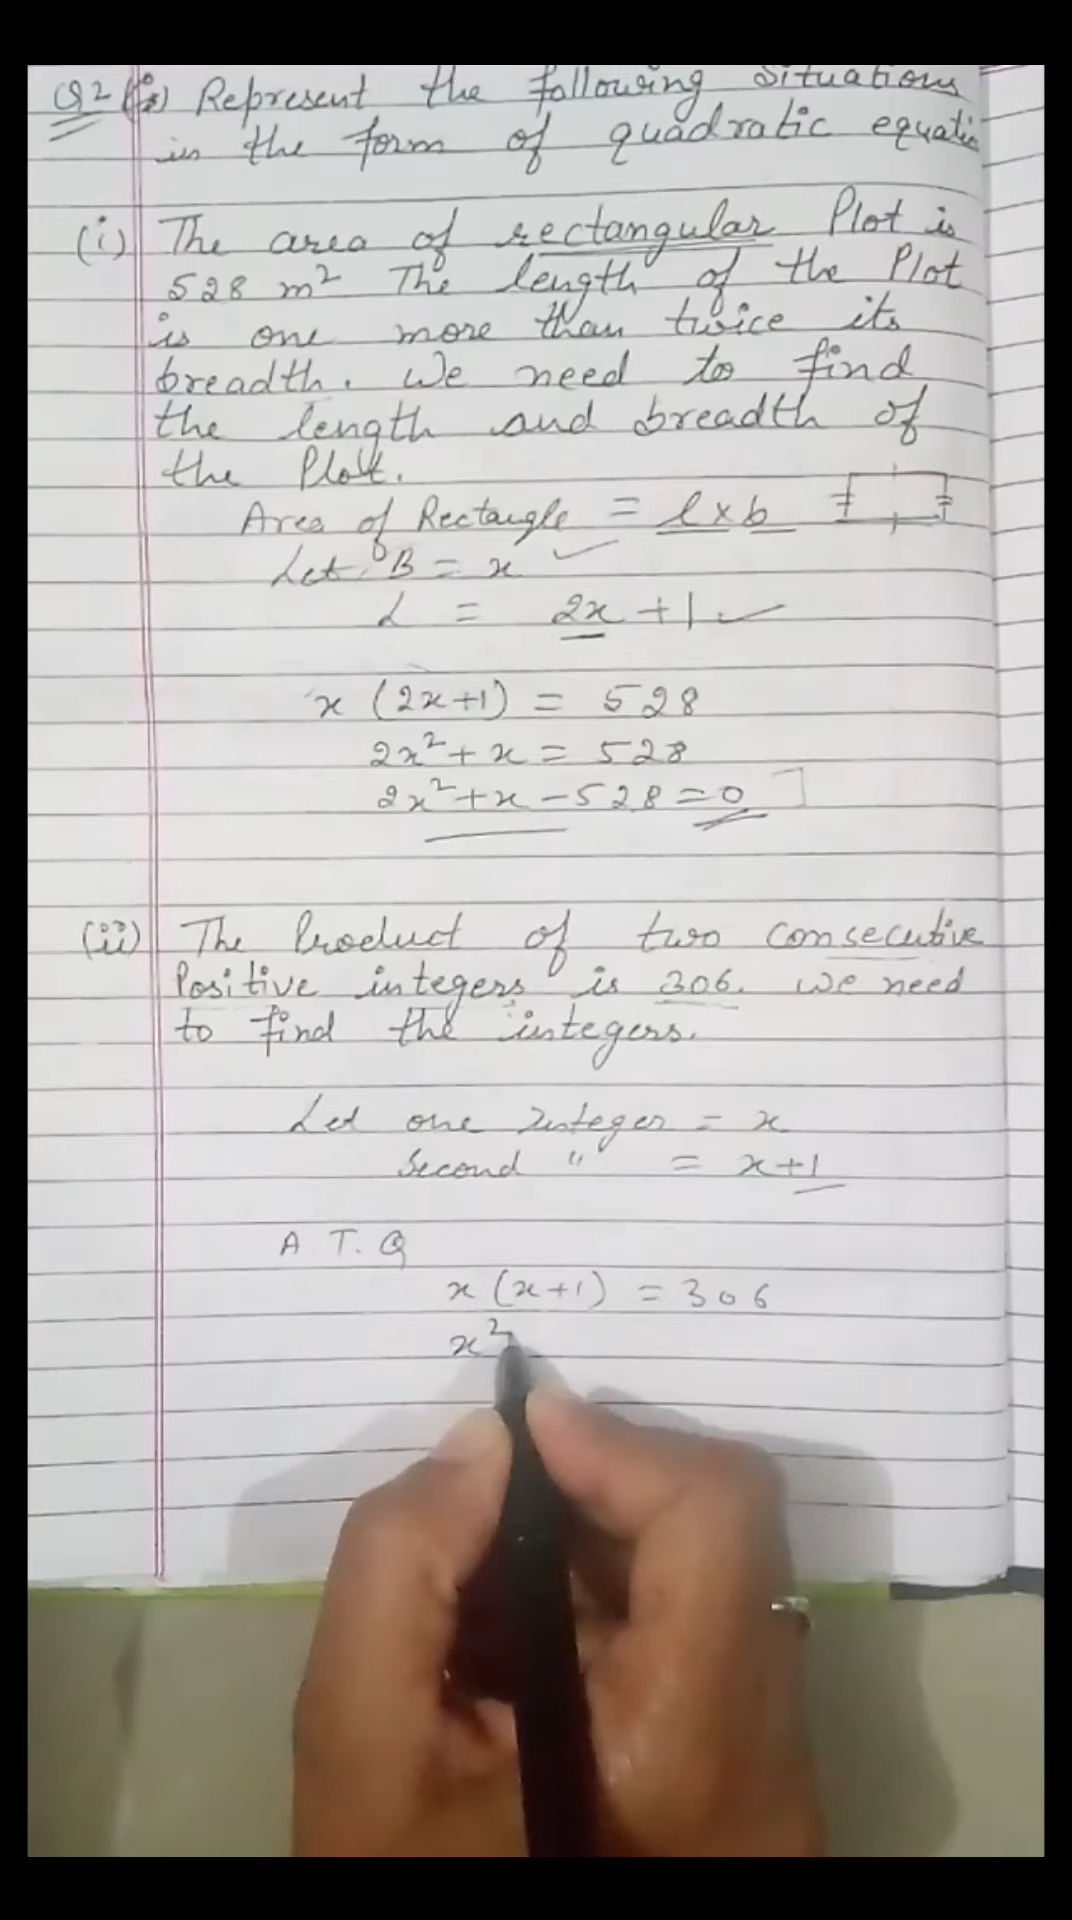 Q2 (i) Represent the following situations
in the form of quadratic equatio
(i) The area of rectangular Plot is
528 m² The length of the Plot
is one more than twice its
breadth. We need to find
the length and breadth of
the Plot.
Area of Rectangle = l x b
Let B = x
L = 2x + 1
x (2x+1) = 528
2x² + x = 528
2x² + x - 528 = 0
(ii) The Product of two consecutive
Positive integers is 306. We need
to find the integers.
Let one Integer = x
Second " = x+1
A T. Q
x (x+1) = 306
x²